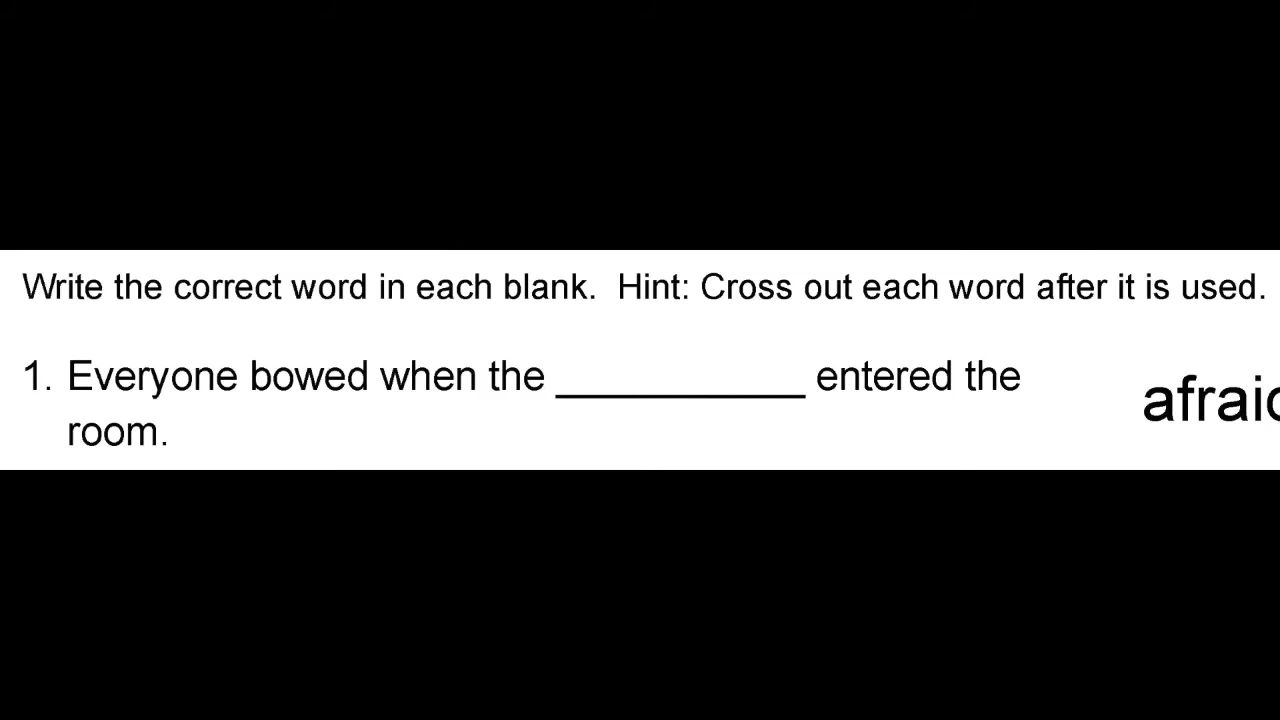 Write the correct word in each blank.  Hint: Cross out each word after it is used.
1. Everyone bowed when the ____________ entered the
room.